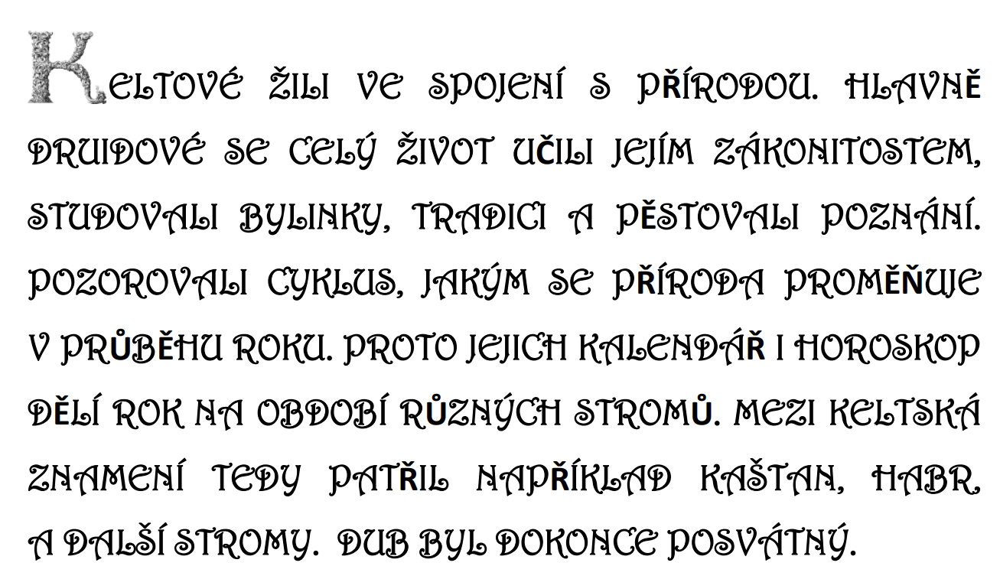 KELTOVÉ ŽILI VE SPOJENÍ S PŘÍRODOU. HLAVNĚ
DRUIDOVÉ SE CELÝ ŽIVOT UČILI JEJÍM ZÁKONITOSTEM,
STUDOVALI BYLINKY, TRADICI A PĚSTOVALI POZNÁNÍ.
POZOROVALI CYKLUS, JAKÝM SE PŘÍRODA PROMĚŇUJE
V PRŮBĚHU ROKU. PROTO JEJICH KALENDÁŘ I HOROSKOP
DĚLÍ ROK NA OBDOBÍ RŮZNÝCH STROMŮ. MEZI KELTSKÁ
ZNAMENÍ TEDY PATŘIL NAPŘÍKLAD KAŠTAN, HABR,
A DALŠÍ STROMY. DUB BYL DOKONCE POSVÁTNÝ.